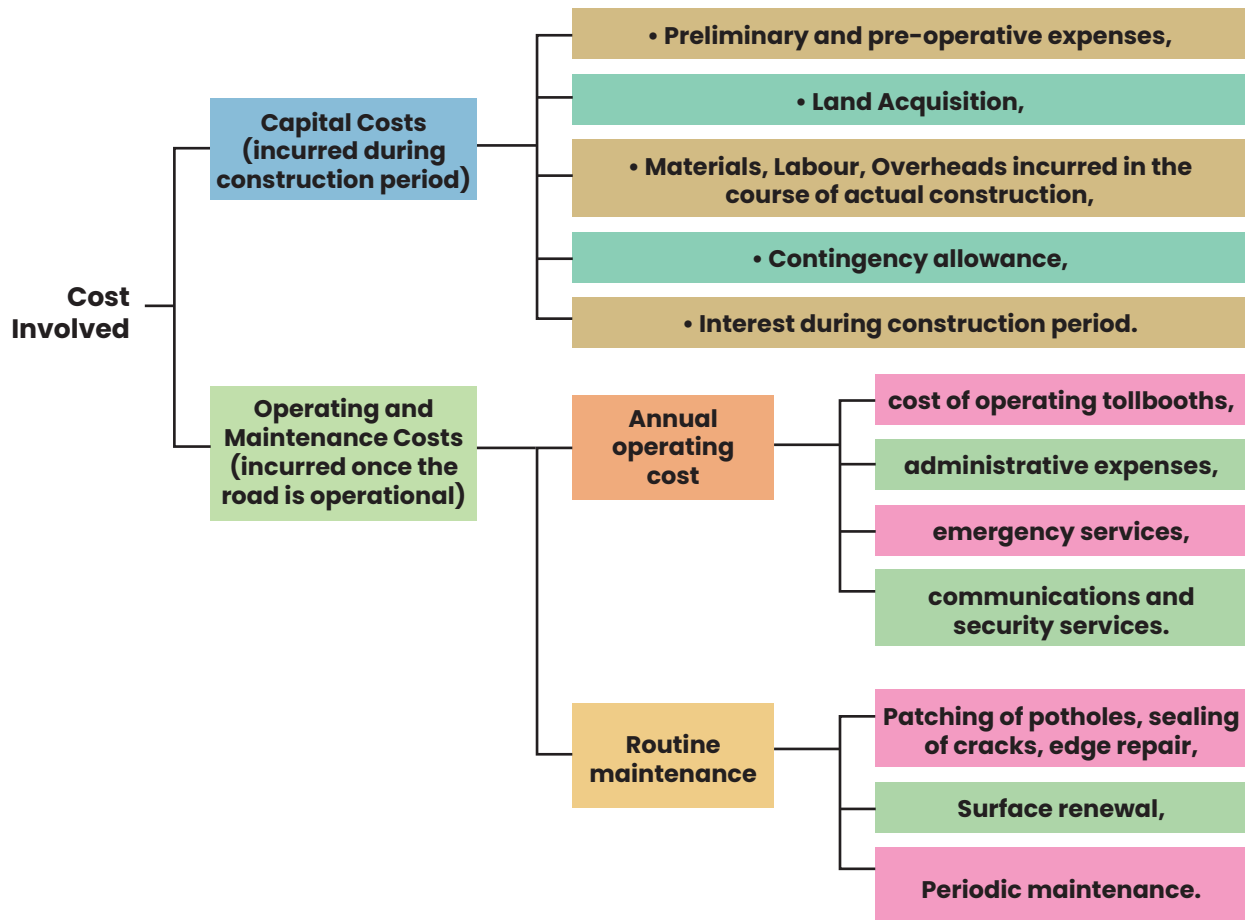 Cost
Involved
Capital Costs
(incurred during
construction period)
• Preliminary and pre-operative expenses,
• Land Acquisition,
• Materials, Labour, Overheads incurred in the
course of actual construction,
• Contingency allowance,
• Interest during construction period.
Operating and
Maintenance Costs
(incurred once the
road is operational)
Annual
operating
cost
cost of operating tollbooths,
administrative expenses,
emergency services,
communications and
security services.
Routine
maintenance
Patching of potholes, sealing
of cracks, edge repair,
Surface renewal,
Periodic maintenance.